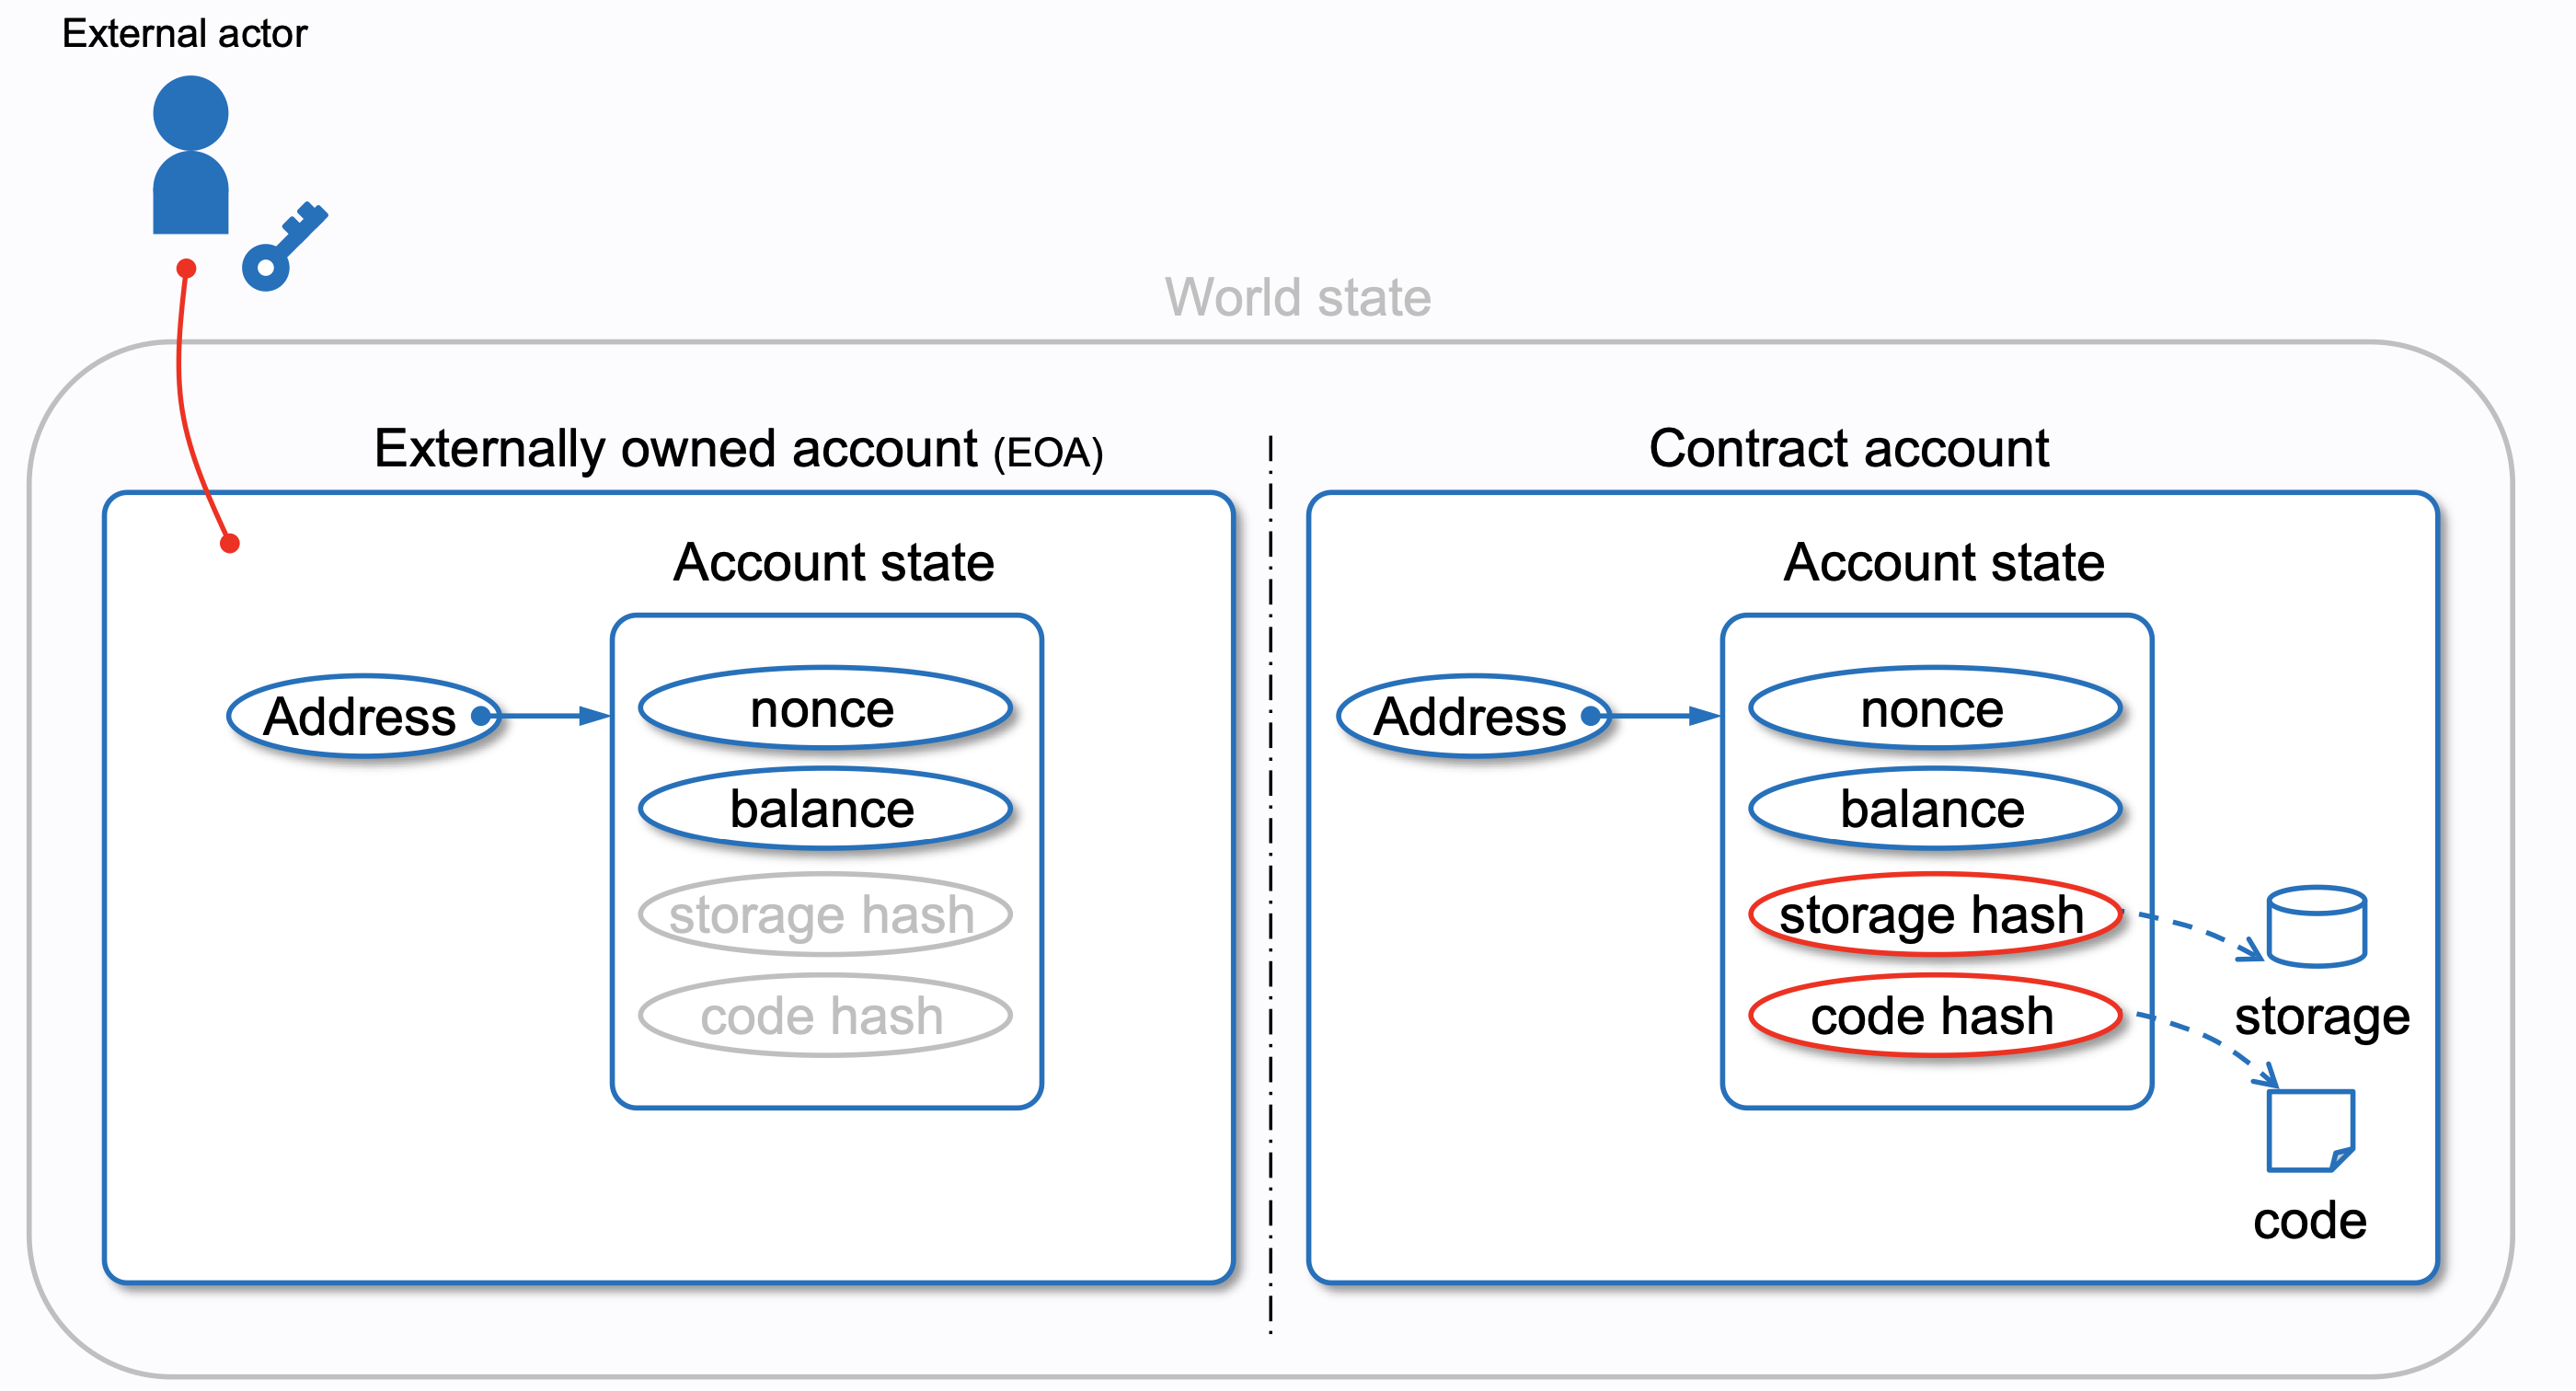 External actor
World state
Externally owned account (EOA)
Account state
Address
nonce
balance
storage hash
code hash
Contract account
Account state
Address
nonce
balance
storage hash
code hash
storage
code